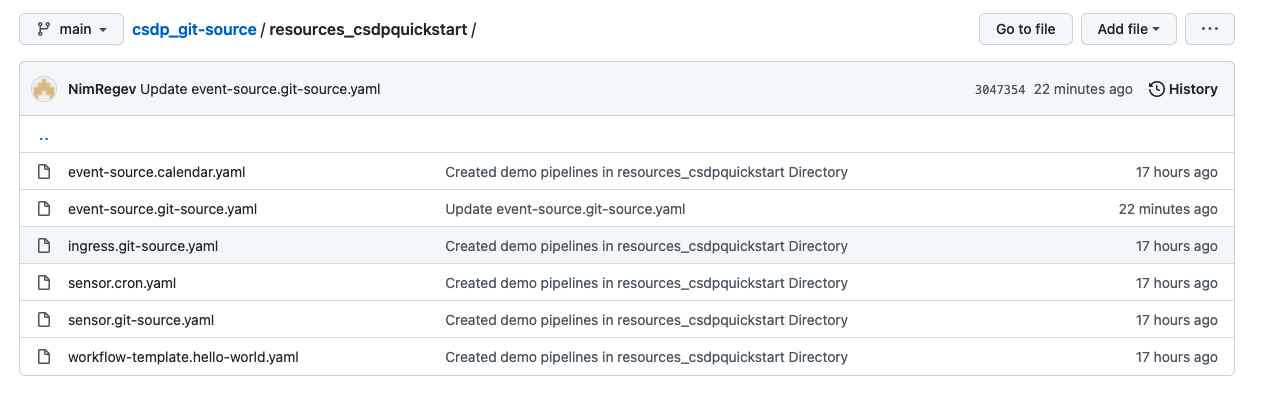 main csdp_git-source / resources_csdpquickstart / Go to file Add file ...
NimRegev Update event-source.git-source.yaml 3047354 22 minutes ago History
..
event-source.calendar.yaml Created demo pipelines in resources_csdpquickstart Directory 17 hours ago
event-source.git-source.yaml Update event-source.git-source.yaml 22 minutes ago
ingress.git-source.yaml Created demo pipelines in resources_csdpquickstart Directory 17 hours ago
sensor.cron.yaml Created demo pipelines in resources_csdpquickstart Directory 17 hours ago
sensor.git-source.yaml Created demo pipelines in resources_csdpquickstart Directory 17 hours ago
workflow-template.hello-world.yaml Created demo pipelines in resources_csdpquickstart Directory 17 hours ago